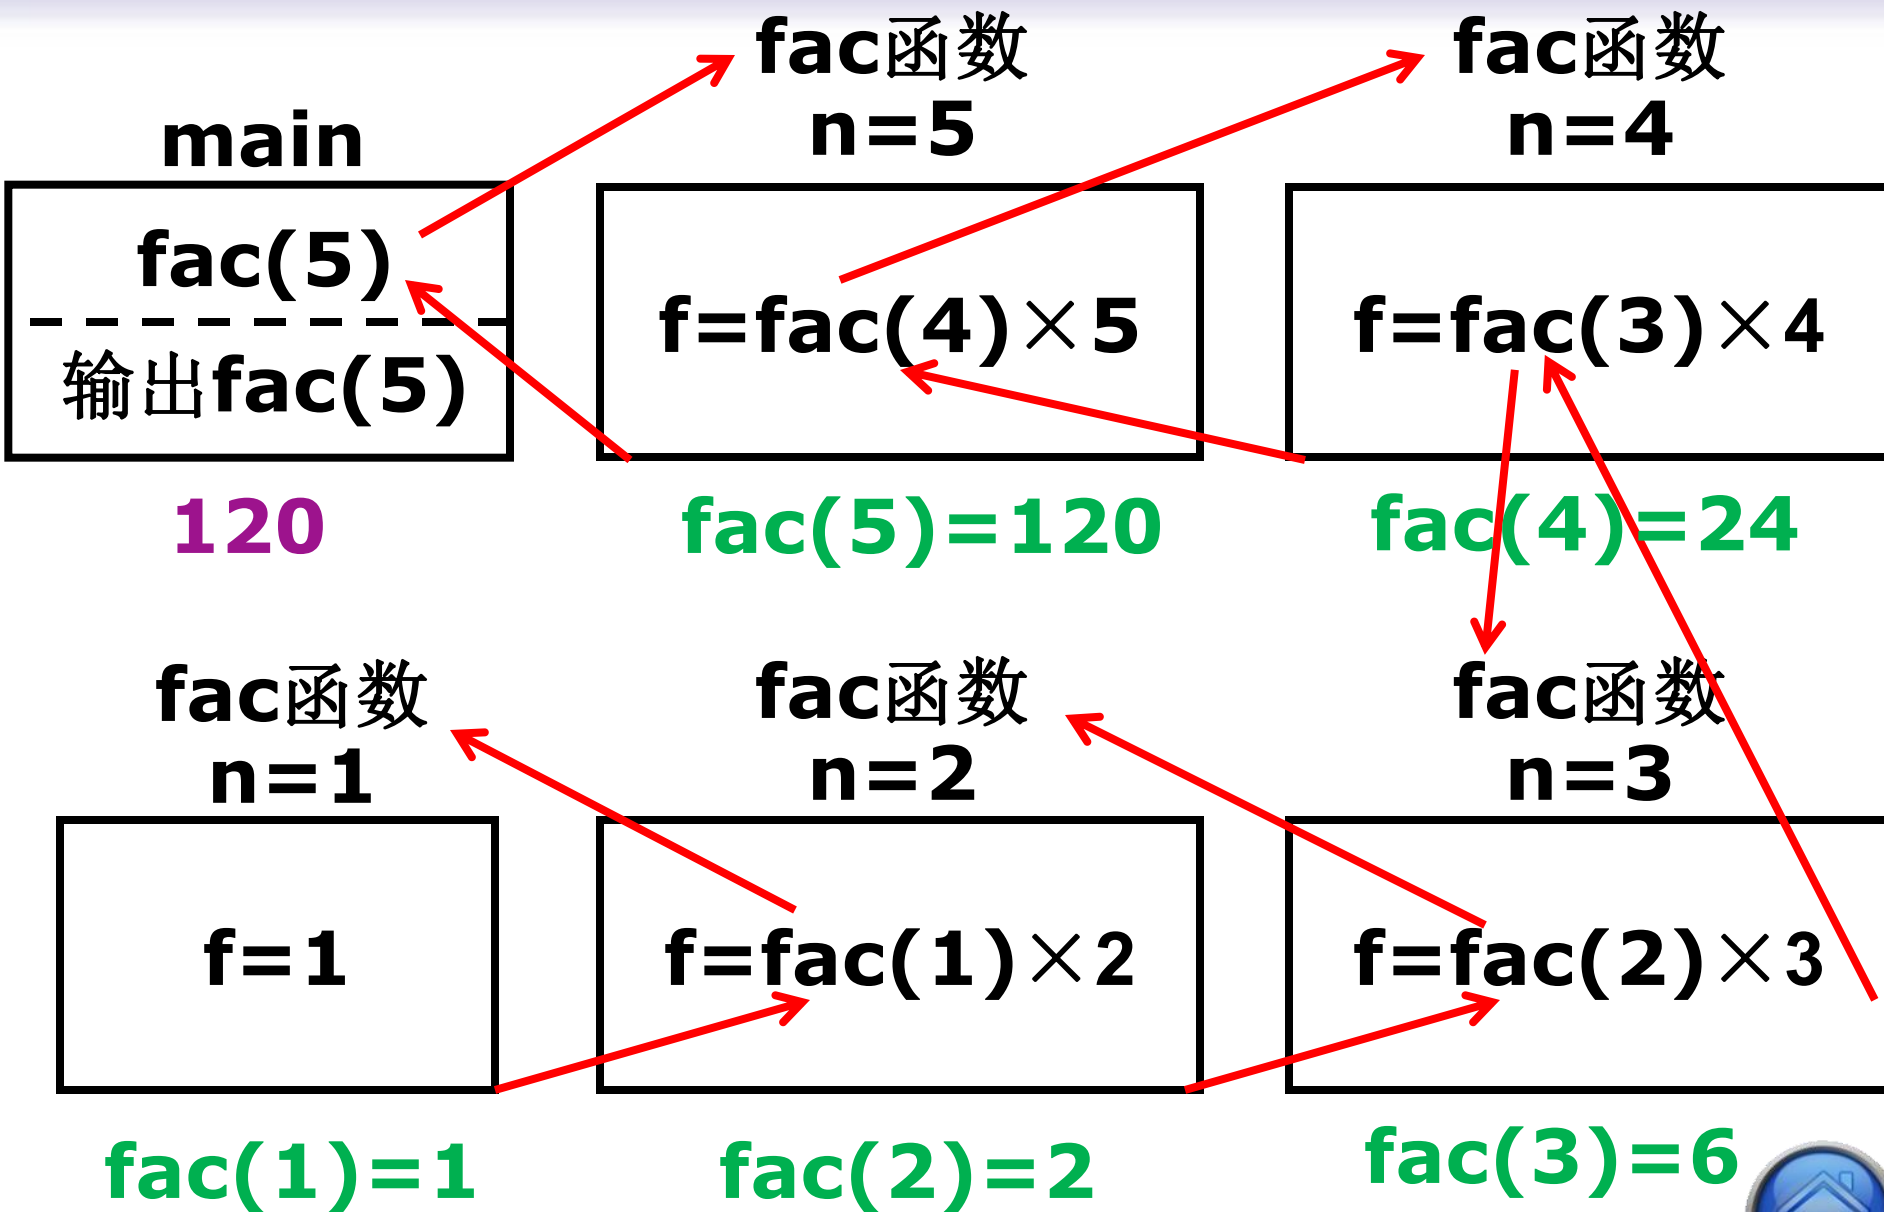 main
fac(5)
输出fac(5)
120
fac函数
n=5
f=fac(4)×5
fac(5)=120
fac函数
n=4
f=fac(3)×4
fac(4)=24
fac函数
n=3
f=fac(2)×3
fac(3)=6
fac函数
n=2
f=fac(1)×2
fac(2)=2
fac函数
n=1
f=1
fac(1)=1